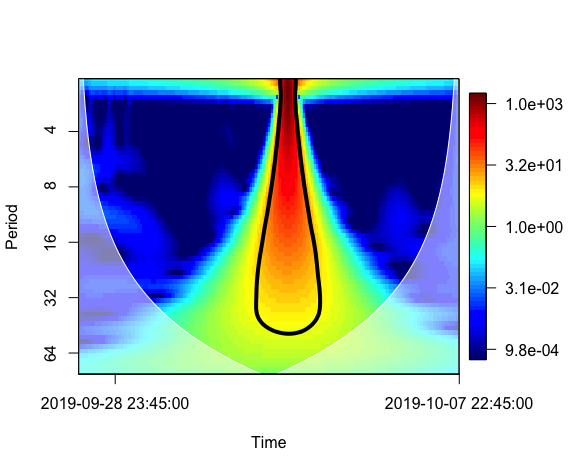 Period
4
8
16
32
64
2019-09-28 23:45:00
2019-10-07 22:45:00
Time
1.0e+03
3.2e+01
1.0e+00
3.1e-02
9.8e-04